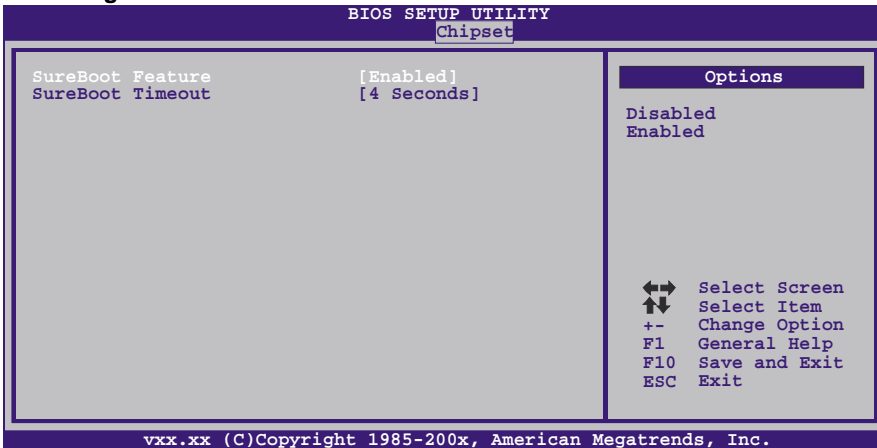 BIOS SETUP UTILITY
Chipset
SureBoot Feature [Enabled]
SureBoot Timeout [4 Seconds]
Options
Disabled
Enabled
Select Screen
Select Item
+- Change Option
F1 General Help
F10 Save and Exit
ESC Exit
vxx.xx (C)Copyright 1985-200x, American Megatrends, Inc.